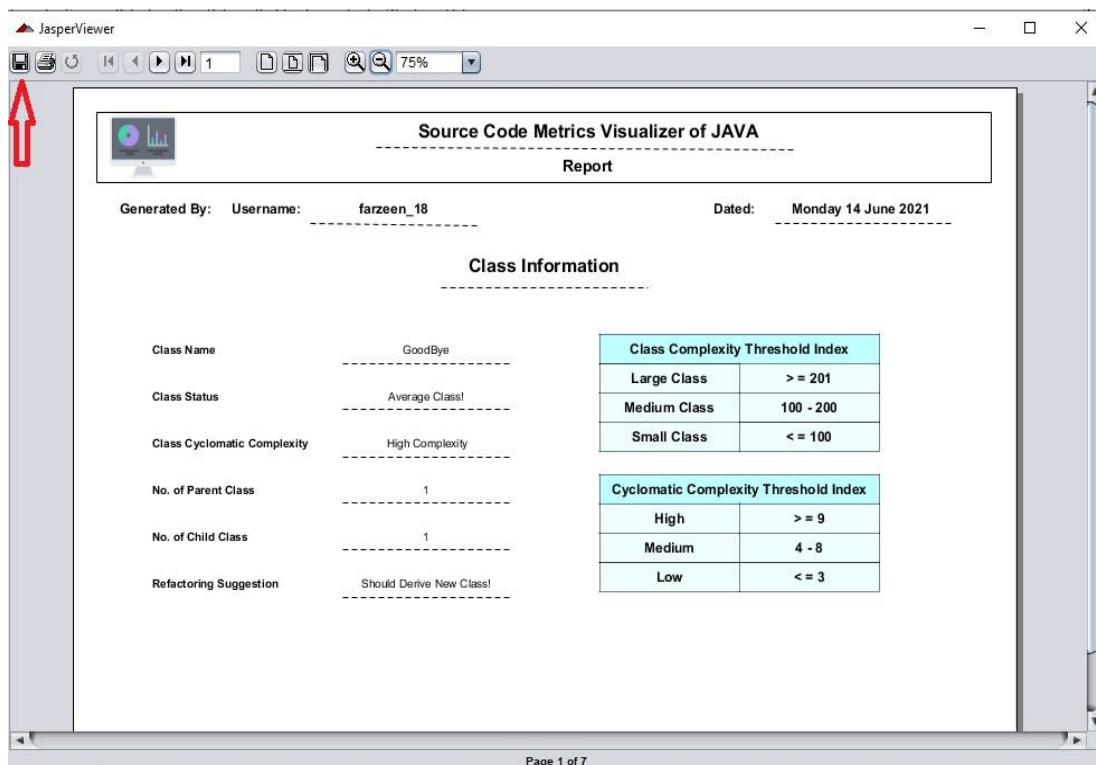 JasperViewer
1
75%
Source Code Metrics Visualizer of JAVA
Report
Generated By: Username: farzeen_18 Dated: Monday 14 June 2021
Class Information
Class Name GoodBye
Class Status Average Class!
Class Cyclomatic Complexity High Complexity
No. of Parent Class 1
No. of Child Class 1
Refactoring Suggestion Should Derive New Class!
Class Complexity Threshold Index
Large Class > = 201
Medium Class 100 - 200
Small Class < = 100
Cyclomatic Complexity Threshold Index
High > = 9
Medium 4 - 8
Low < = 3
Page 1 of 7